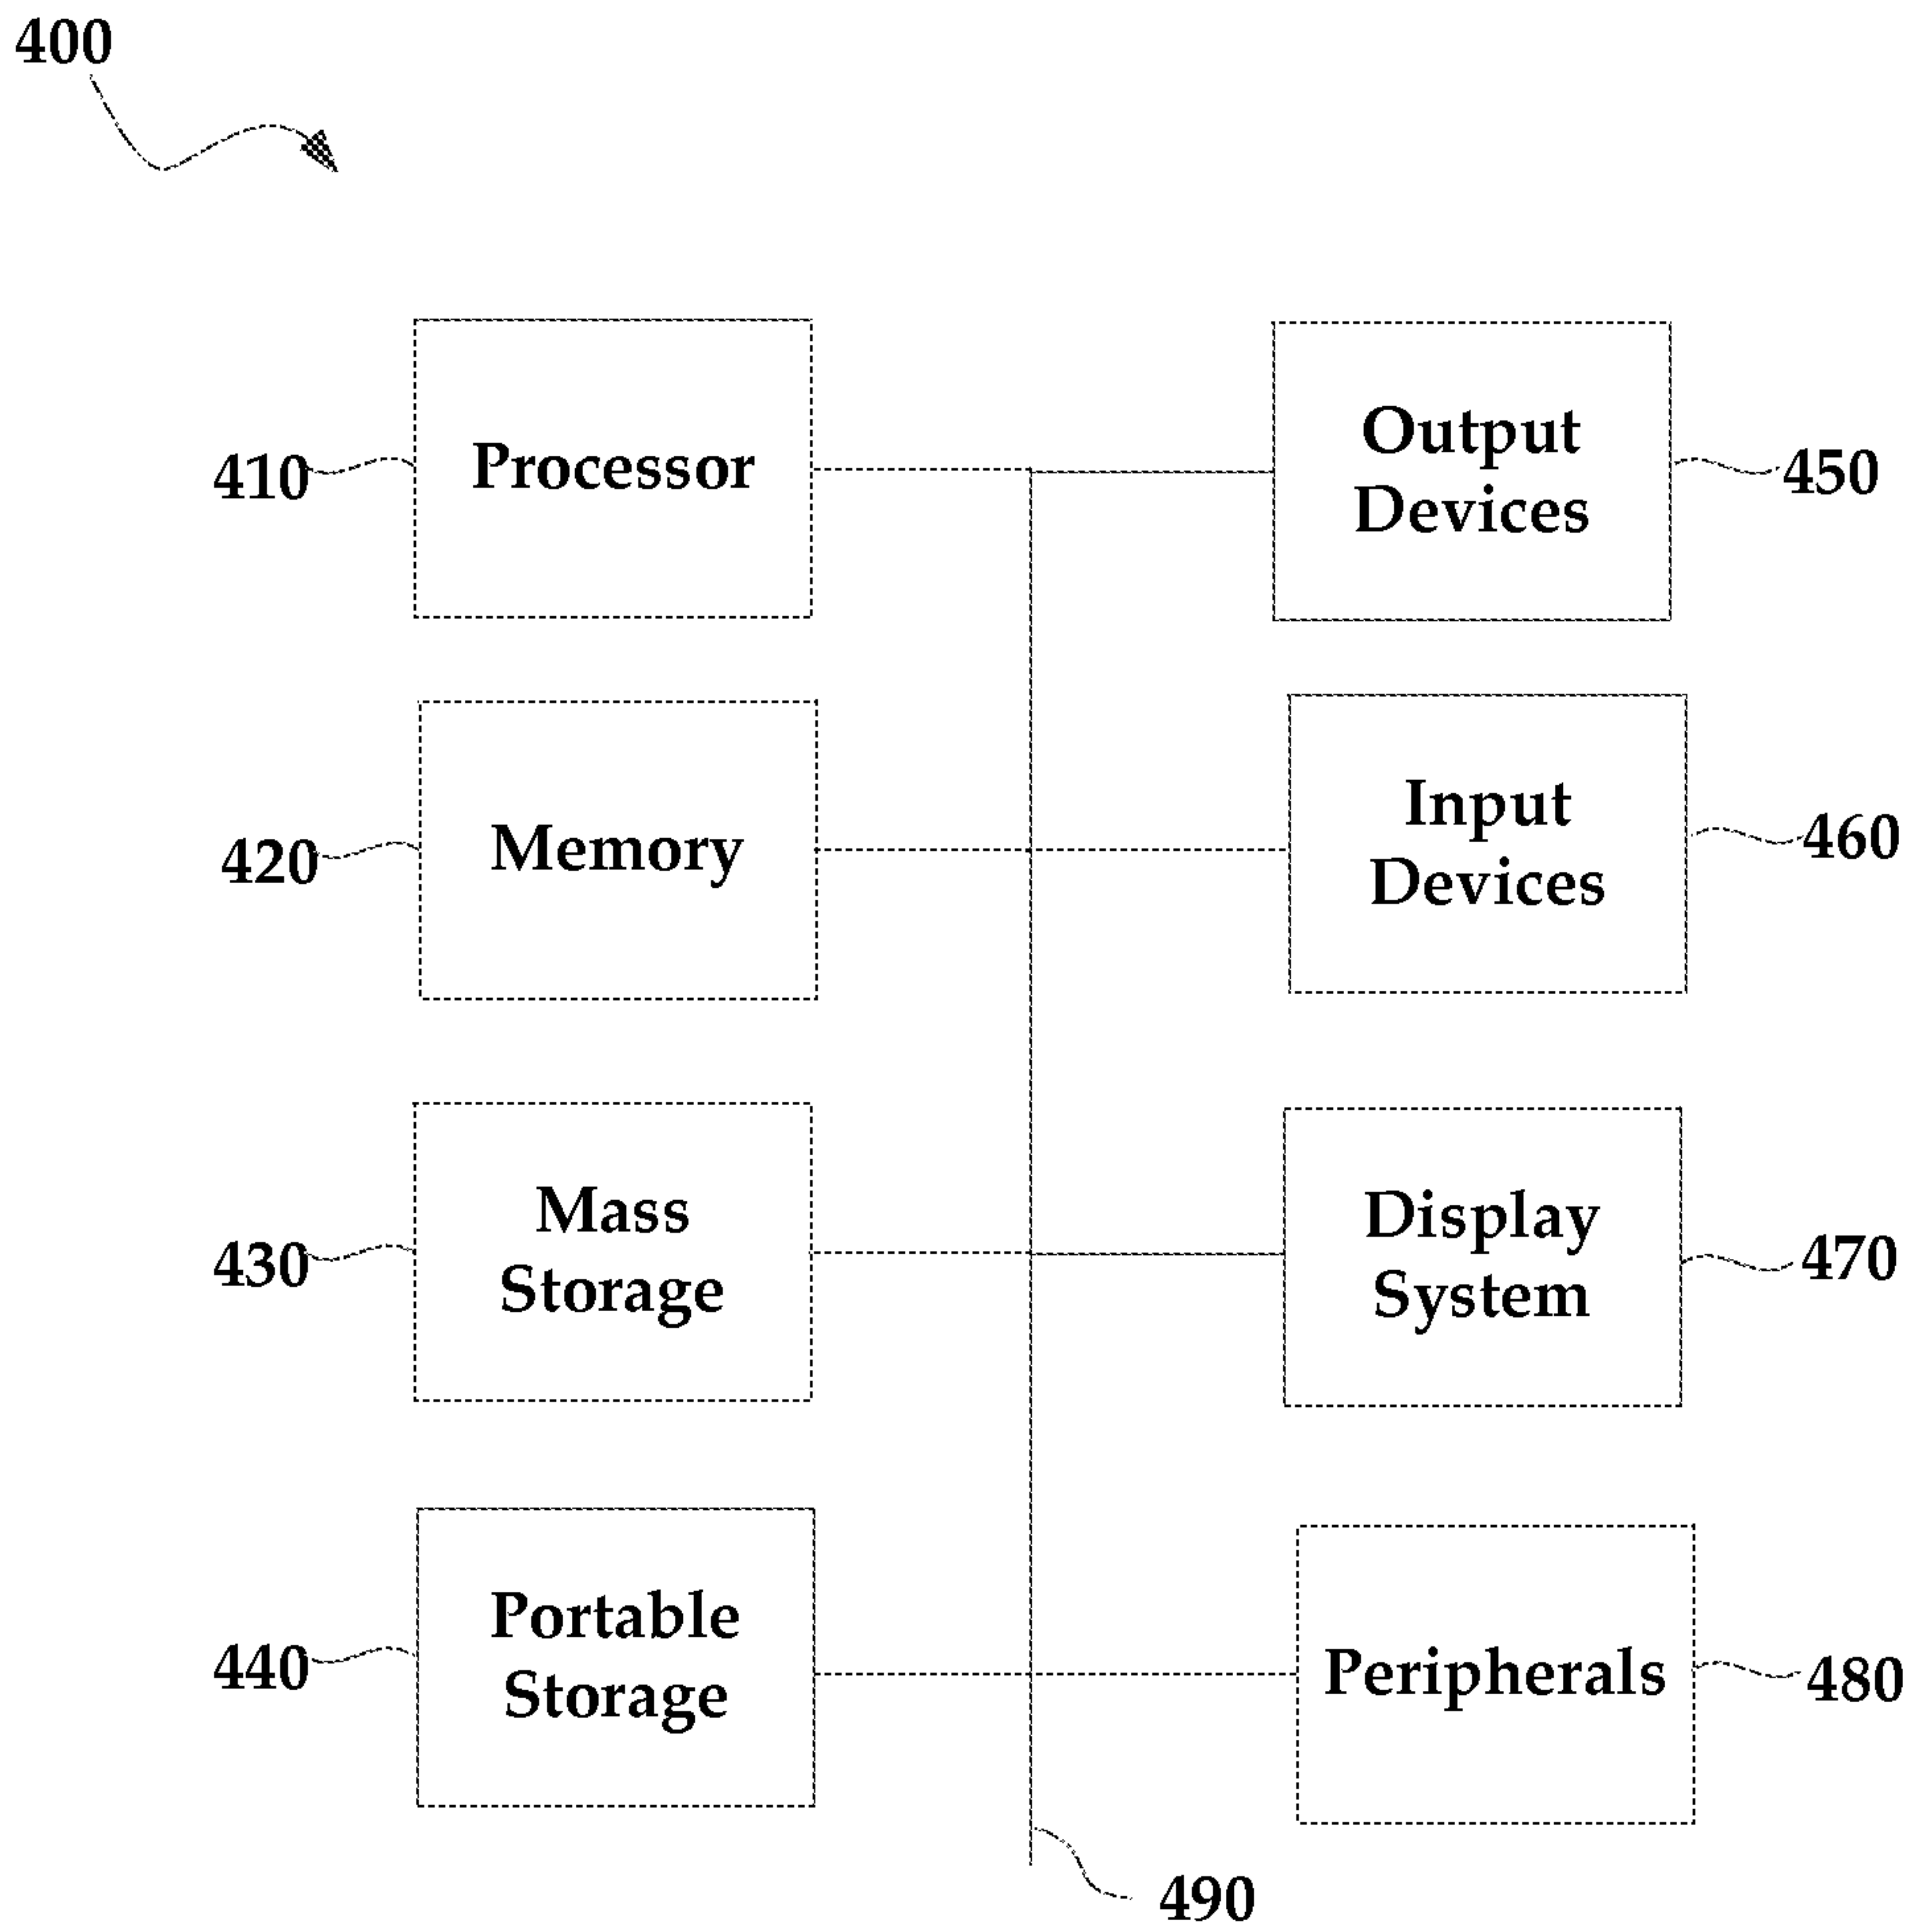 400
410
Processor
Output
Devices
450
420
Memory
Input
Devices
460
430
Mass
Storage
Display
System
470
440
Portable
Storage
Peripherals
480
490